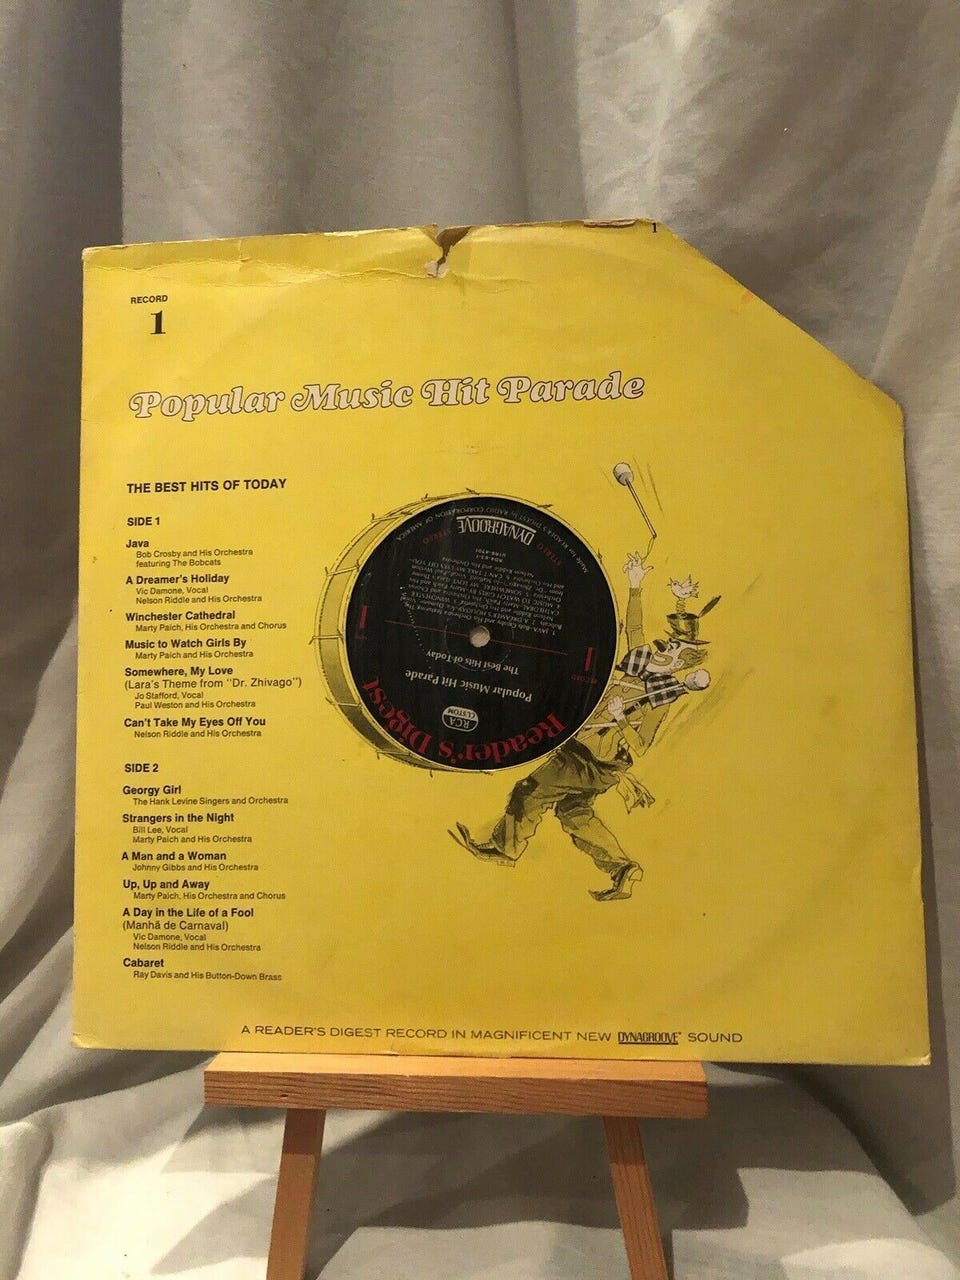 1
RECORD
1
Popular Music Hit Parade
THE BEST HITS OF TODAY
SIDE 1
Java
Bob Crosby and His Orchestra
featuring The Bobcats
A Dreamer's Holiday
Vic Damone, Vocal
Nelson Riddle and His Orchestra
Winchester Cathedral
Marty Paich, His Orchestra and Chorus
Music to Watch Girls By
Marty Paich and His Orchestra
Somewhere, My Love
(Lara's Theme from "Dr. Zhivago")
Jo Stafford, Vocal
Paul Weston and His Orchestra
Can't Take My Eyes Off You
Nelson Riddle and His Orchestra
SIDE 2
Georgy Girl
The Hank Levine Singers and Orchestra
Strangers in the Night
Bill Lee, Vocal
Marty Paich and His Orchestra
A Man and a Woman
Johnny Gibbs and His Orchestra
Up, Up and Away
Marty Paich, His Orchestra and Chorus
A Day in the Life of a Fool
(Manhã de Carnaval)
Vic Damone, Vocal
Nelson Riddle and His Orchestra
Cabaret
Ray Davis and His Button-Down Brass
Reader's Digest
RCA
CUSTOM
Popular Music Hit Parade
The Best Hits of Today
RECORD
1
1
STEREO
STEREO
DYNAGROOVE
A READER'S DIGEST RECORD IN MAGNIFICENT NEW DYNAGROOVE SOUND